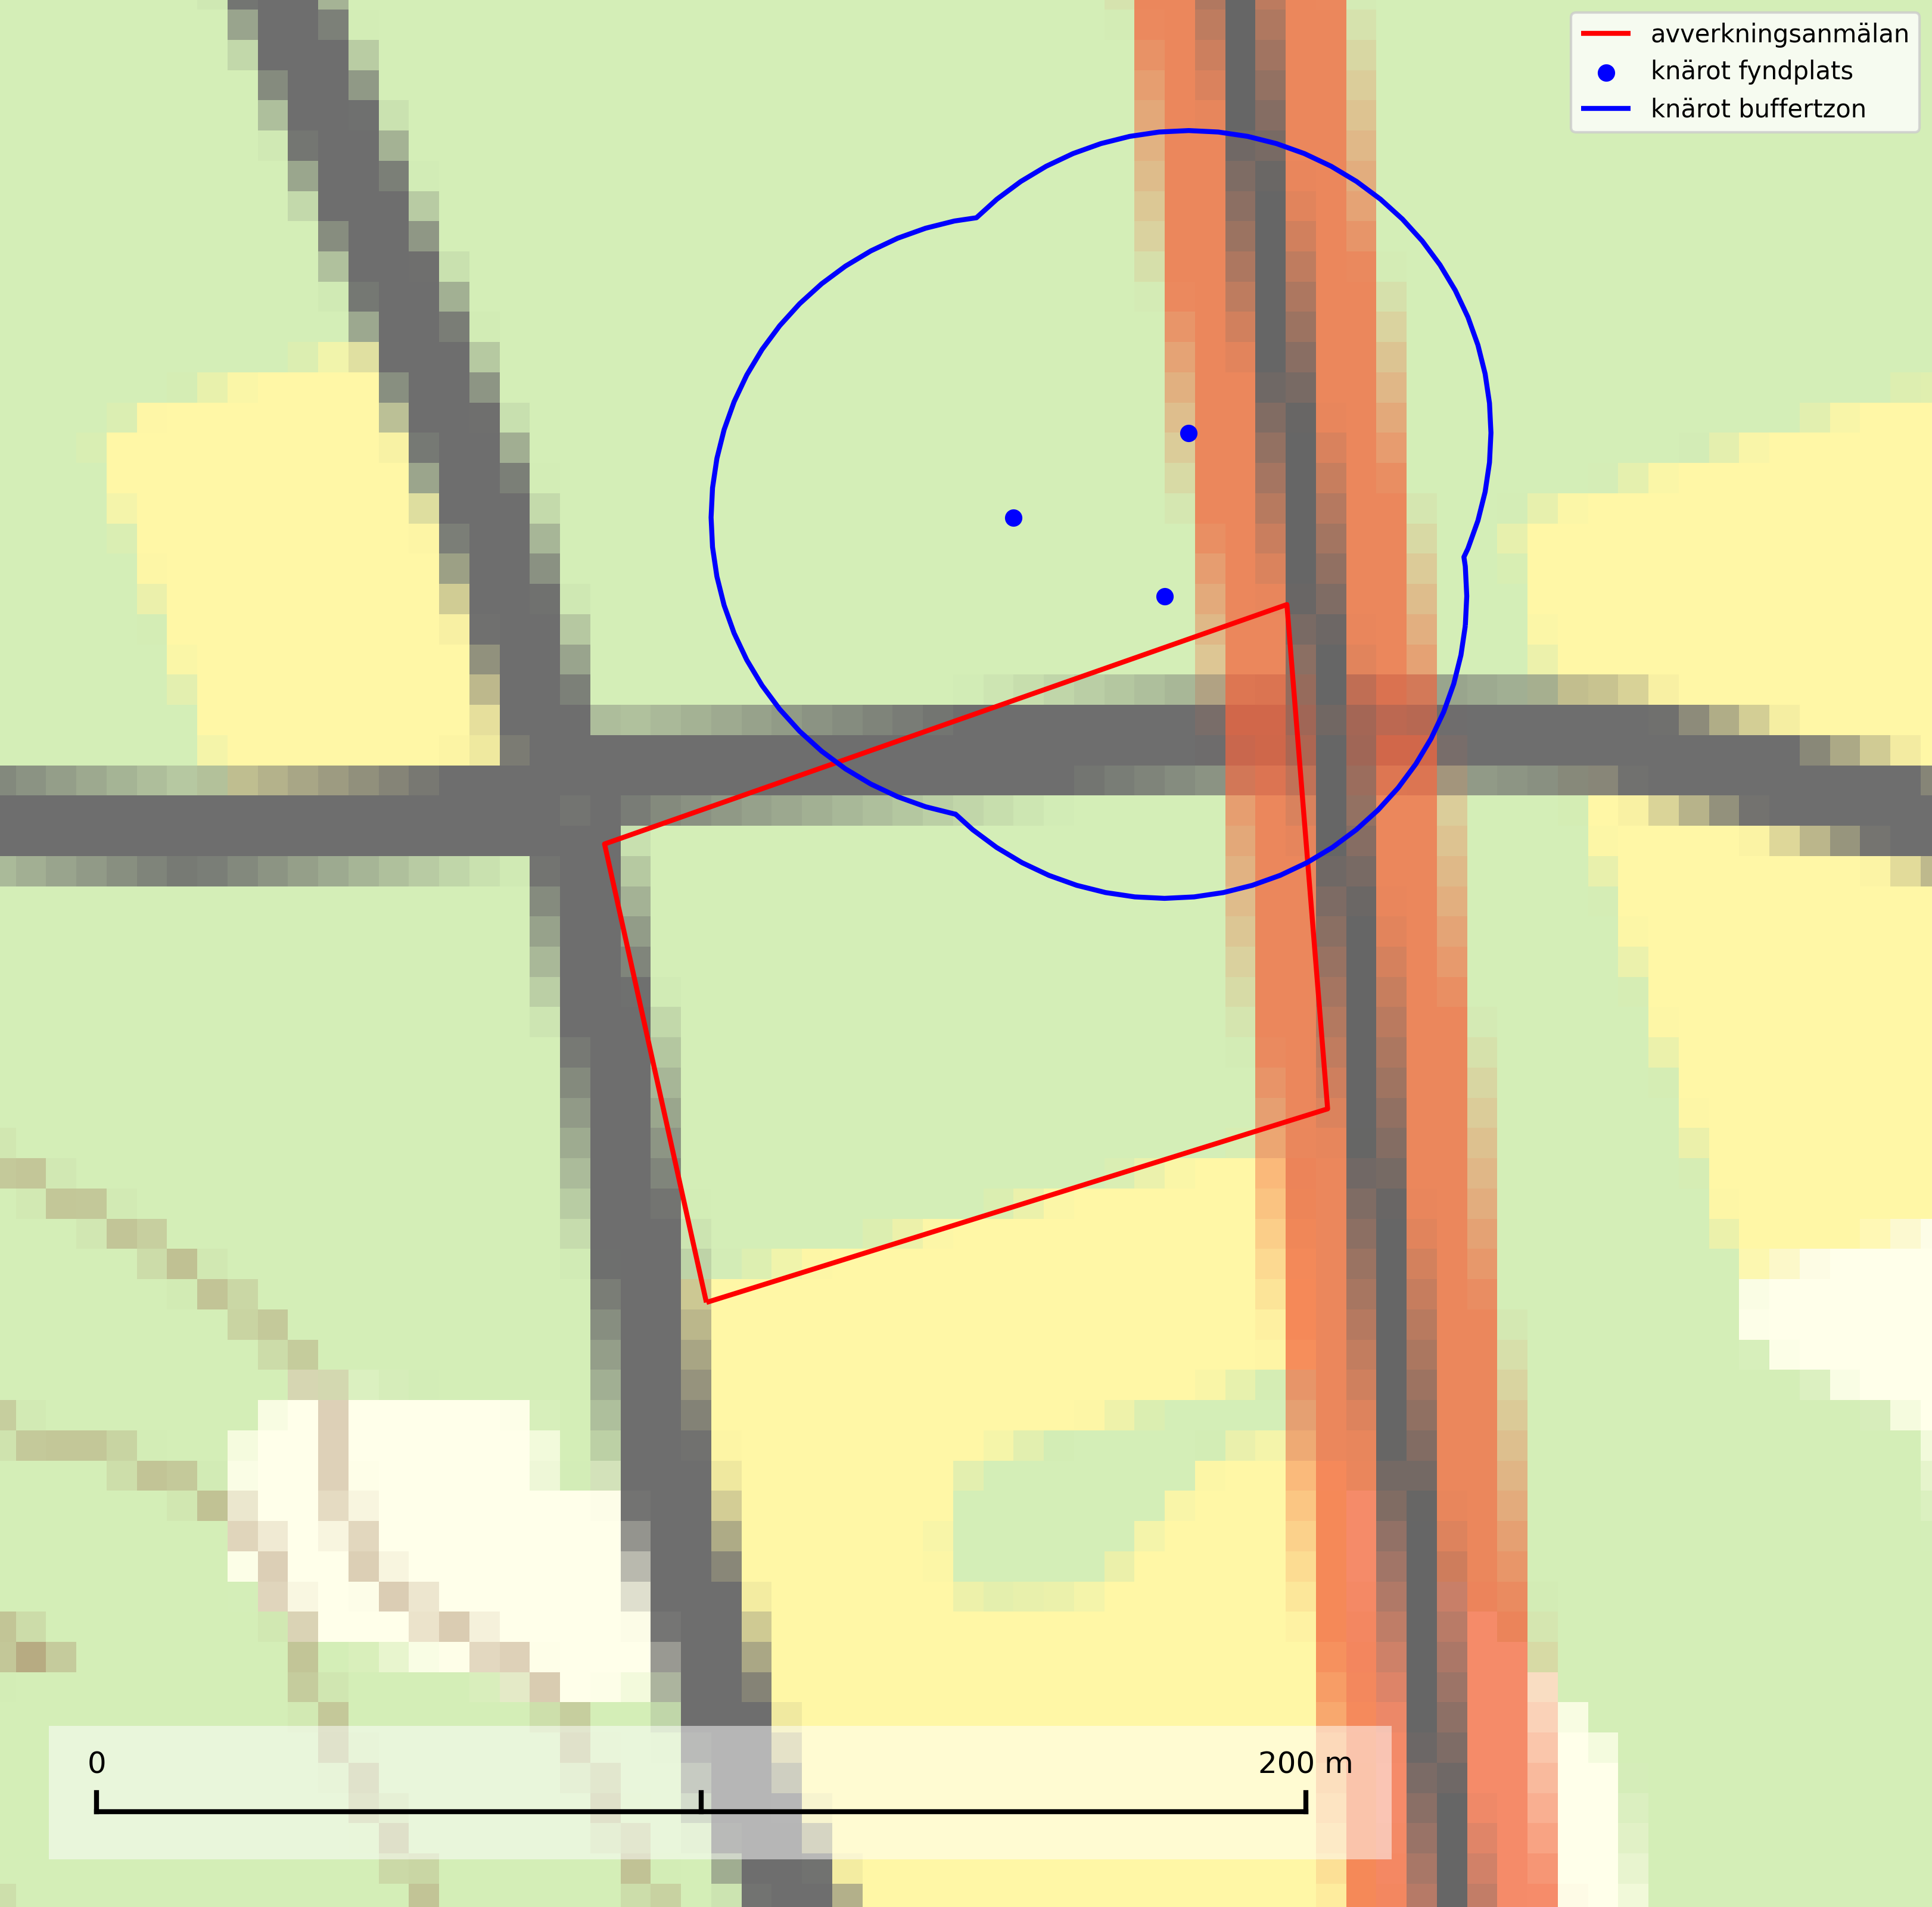 avverkningsanmälan
knärot fyndplats
knärot buffertzon
0
200 m